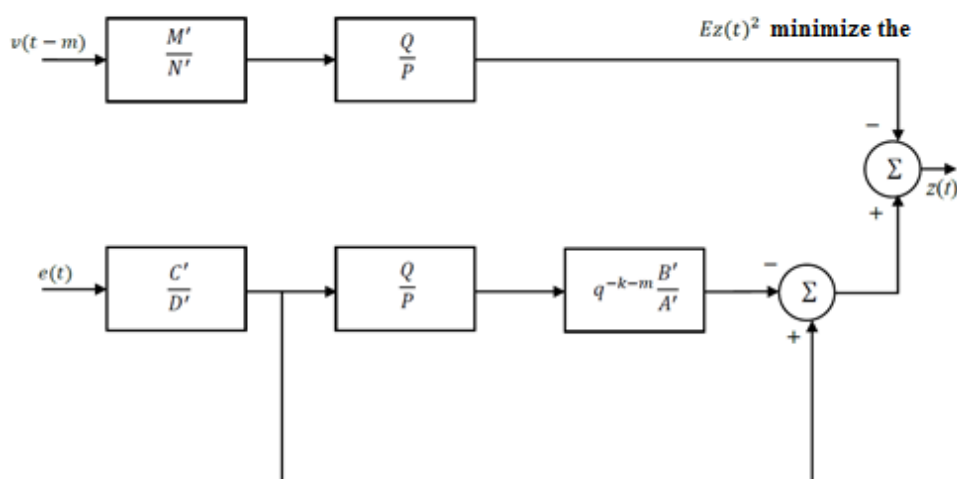 Ez(t)² minimize the
v(t − m)
M′
N′
Q
P
−
Σ
z(t)
+
e(t)
C′
D′
Q
P
q⁻ᵏ⁻ᵐ B′
A′
−
Σ
+